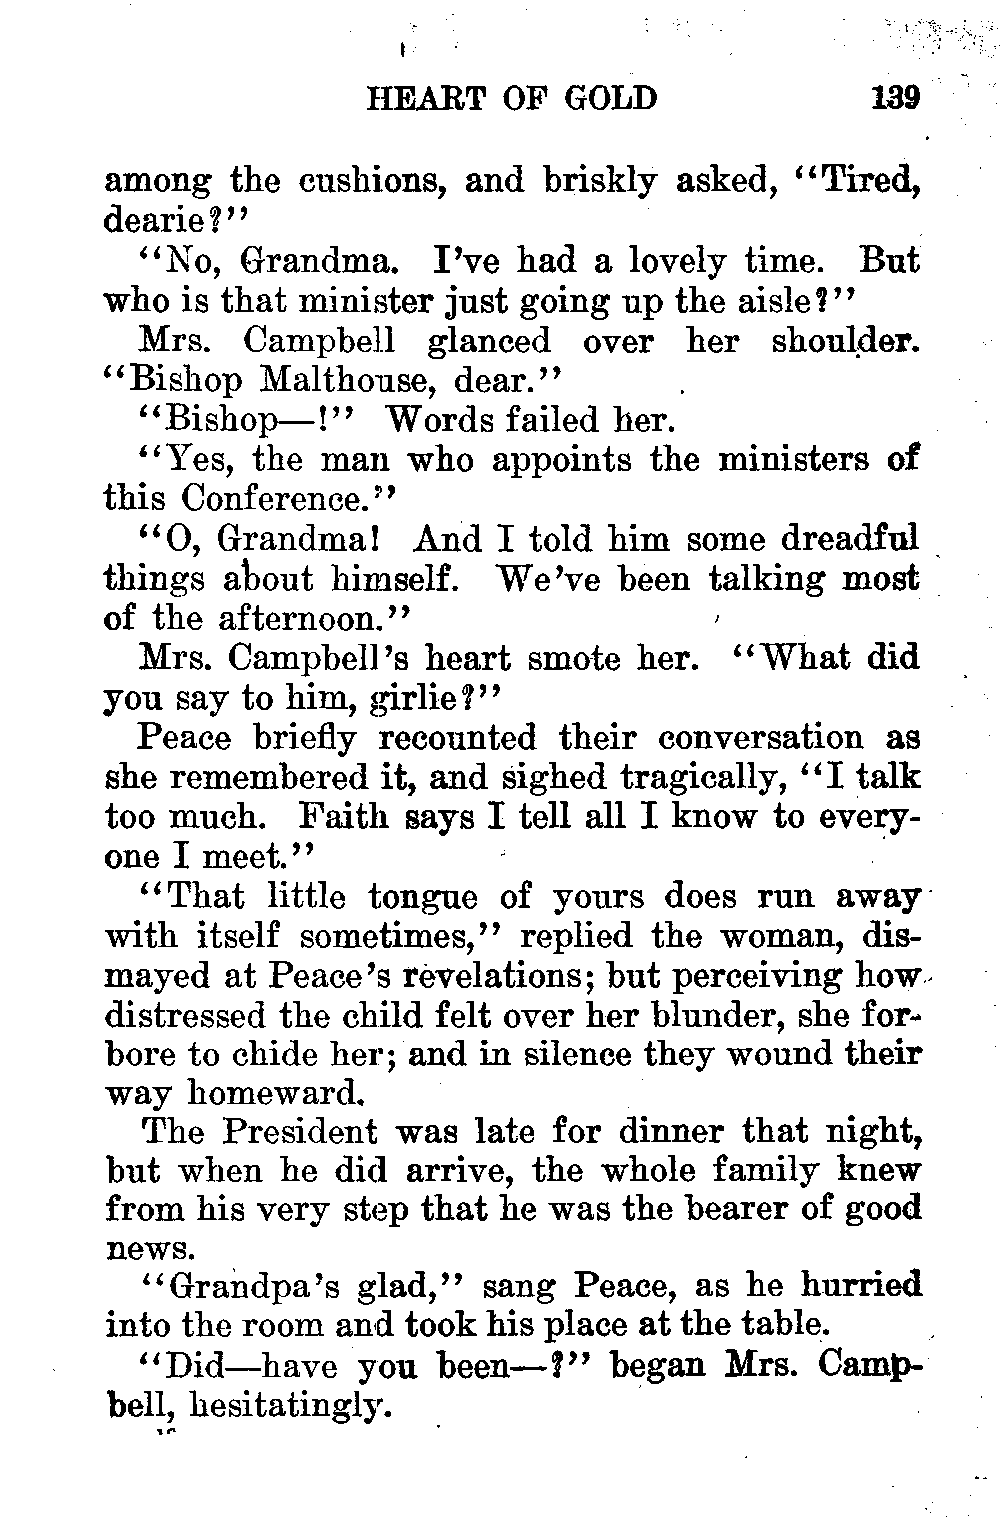 HEART OF GOLD 139
among the cushions, and briskly asked, "Tired,
dearie?"
"No, Grandma. I've had a lovely time. But
who is that minister just going up the aisle?"
Mrs. Campbell glanced over her shoulder.
"Bishop Malthouse, dear."
"Bishop—!" Words failed her.
"Yes, the man who appoints the ministers of
this Conference."
"O, Grandma! And I told him some dreadful
things about himself. We've been talking most
of the afternoon."
Mrs. Campbell's heart smote her. "What did
you say to him, girlie?"
Peace briefly recounted their conversation as
she remembered it, and sighed tragically, "I talk
too much. Faith says I tell all I know to every-
one I meet."
"That little tongue of yours does run away
with itself sometimes," replied the woman, dis-
mayed at Peace's revelations; but perceiving how
distressed the child felt over her blunder, she for-
bore to chide her; and in silence they wound their
way homeward.
The President was late for dinner that night,
but when he did arrive, the whole family knew
from his very step that he was the bearer of good
news.
"Grandpa's glad," sang Peace, as he hurried
into the room and took his place at the table.
"Did—have you been—?" began Mrs. Camp-
bell, hesitatingly.